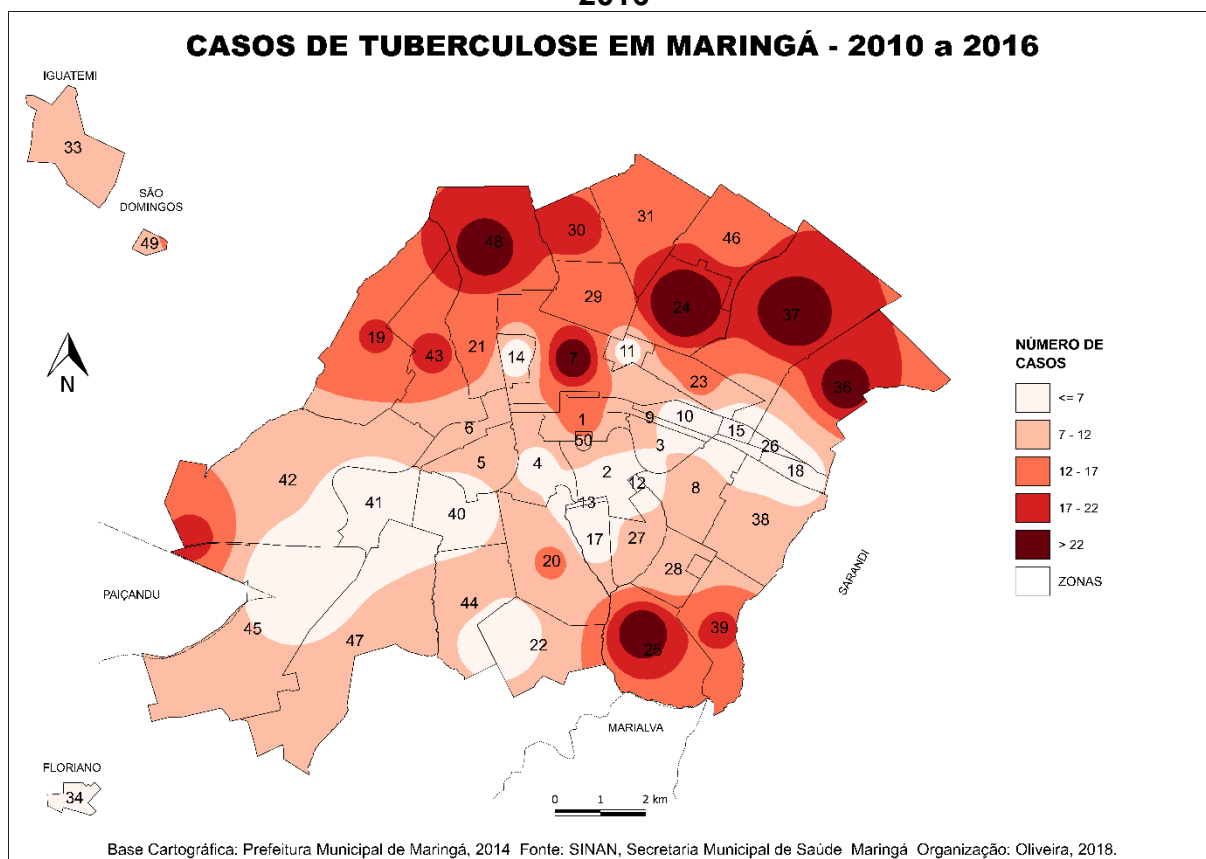 2016
CASOS DE TUBERCULOSE EM MARINGÁ - 2010 a 2016
IGUATEMI
33
SÃO
DOMINGOS
49
N
31
30
46
48
29
24
37
19
43
21
14
7
11
23
36
1
9
10
15
6
50
3
26
18
5
4
2
12
8
42
41
40
13
38
17
27
20
28
SARANDI
PAIÇANDU
44
45
47
22
25
39
MARIALVA
FLORIANO
34
0 1 2 km
NÚMERO DE
CASOS
<= 7
7 - 12
12 - 17
17 - 22
> 22
ZONAS
Base Cartográfica: Prefeitura Municipal de Maringá, 2014 Fonte: SINAN, Secretaria Municipal de Saúde Maringá Organização: Oliveira, 2018.